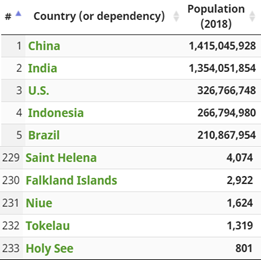 # Country (or dependency) Population (2018)
1 China 1,415,045,928
2 India 1,354,051,854
3 U.S. 326,766,748
4 Indonesia 266,794,980
5 Brazil 210,867,954
229 Saint Helena 4,074
230 Falkland Islands 2,922
231 Niue 1,624
232 Tokelau 1,319
233 Holy See 801